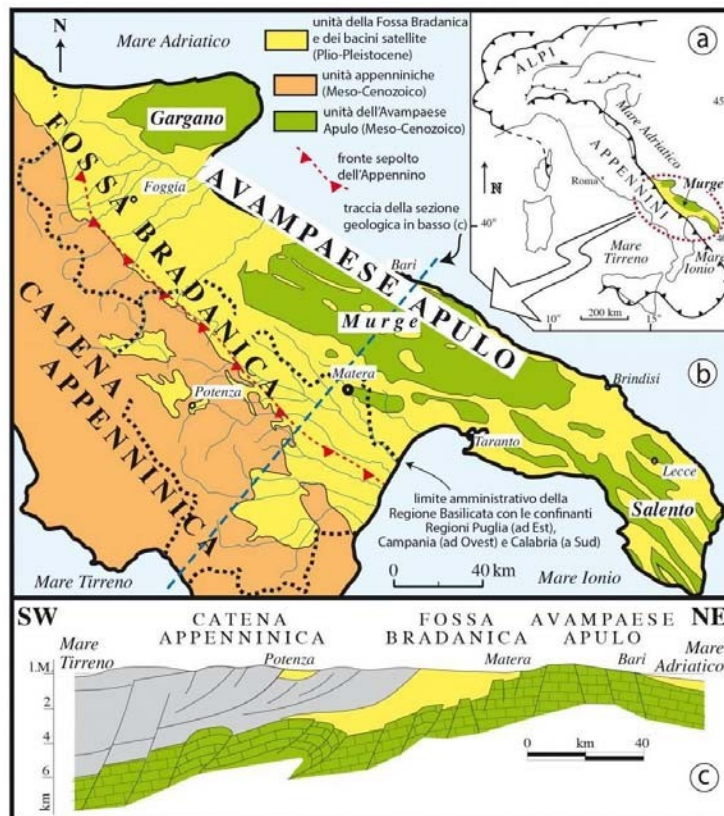 N
Mare Adriatico
unità della Fossa Bradanica
e dei bacini satellite
(Plio-Pleistocene)
unità appenniniche
(Meso-Cenozoico)
unità dell'Avampaese
Apulo (Meso-Cenozoico)
fronte sepolto
dell'Appennino
traccia della sezione
geologica in basso (c)
a
ALPI
45°
Mare Adriatico
APPENNINI
Roma
Murge
N
40°
40
Mare
Tirreno
Mare
Ionio
200 km
10°
15°
Gargano
FOSSA BRADANICA
Foggia
AVAMPAESE APULO
Bari
Murge
CATENA
APPENNINICA
Potenza
Matera
b
Brindisi
Taranto
Lecce
Salento
limite amministrativo della
Regione Basilicata con le confinanti
Regioni Puglia (ad Est),
Campania (ad Ovest) e Calabria (a Sud)
0 40 km
Mare Tirreno
Mare Ionio
SW
CATENA
APPENNINICA
FOSSA
BRADANICA
AVAMPAESE
APULO
NE
Mare
Tirreno
Potenza
Matera
Bari
Mare
Adriatico
l.M.
2
4
6
km
0 km 40
c